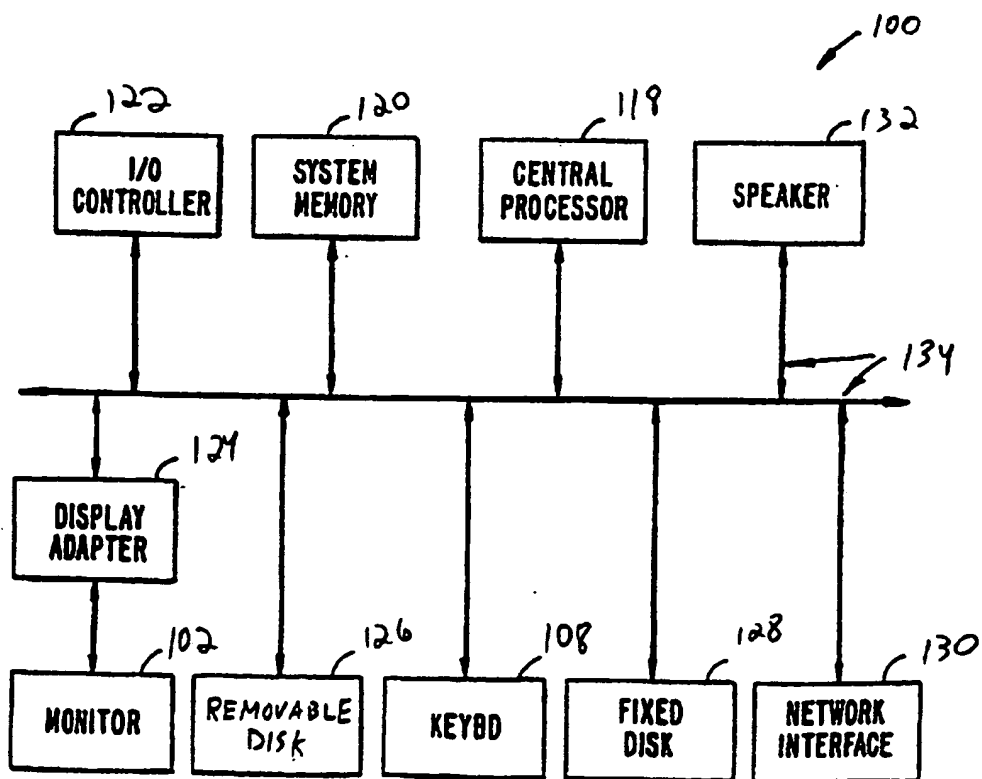 100
122
120
118
132
I/O
CONTROLLER
SYSTEM
MEMORY
CENTRAL
PROCESSOR
SPEAKER
134
124
DISPLAY
ADAPTER
102
126
108
128
130
MONITOR
REMOVABLE
DISK
KEYBD
FIXED
DISK
NETWORK
INTERFACE